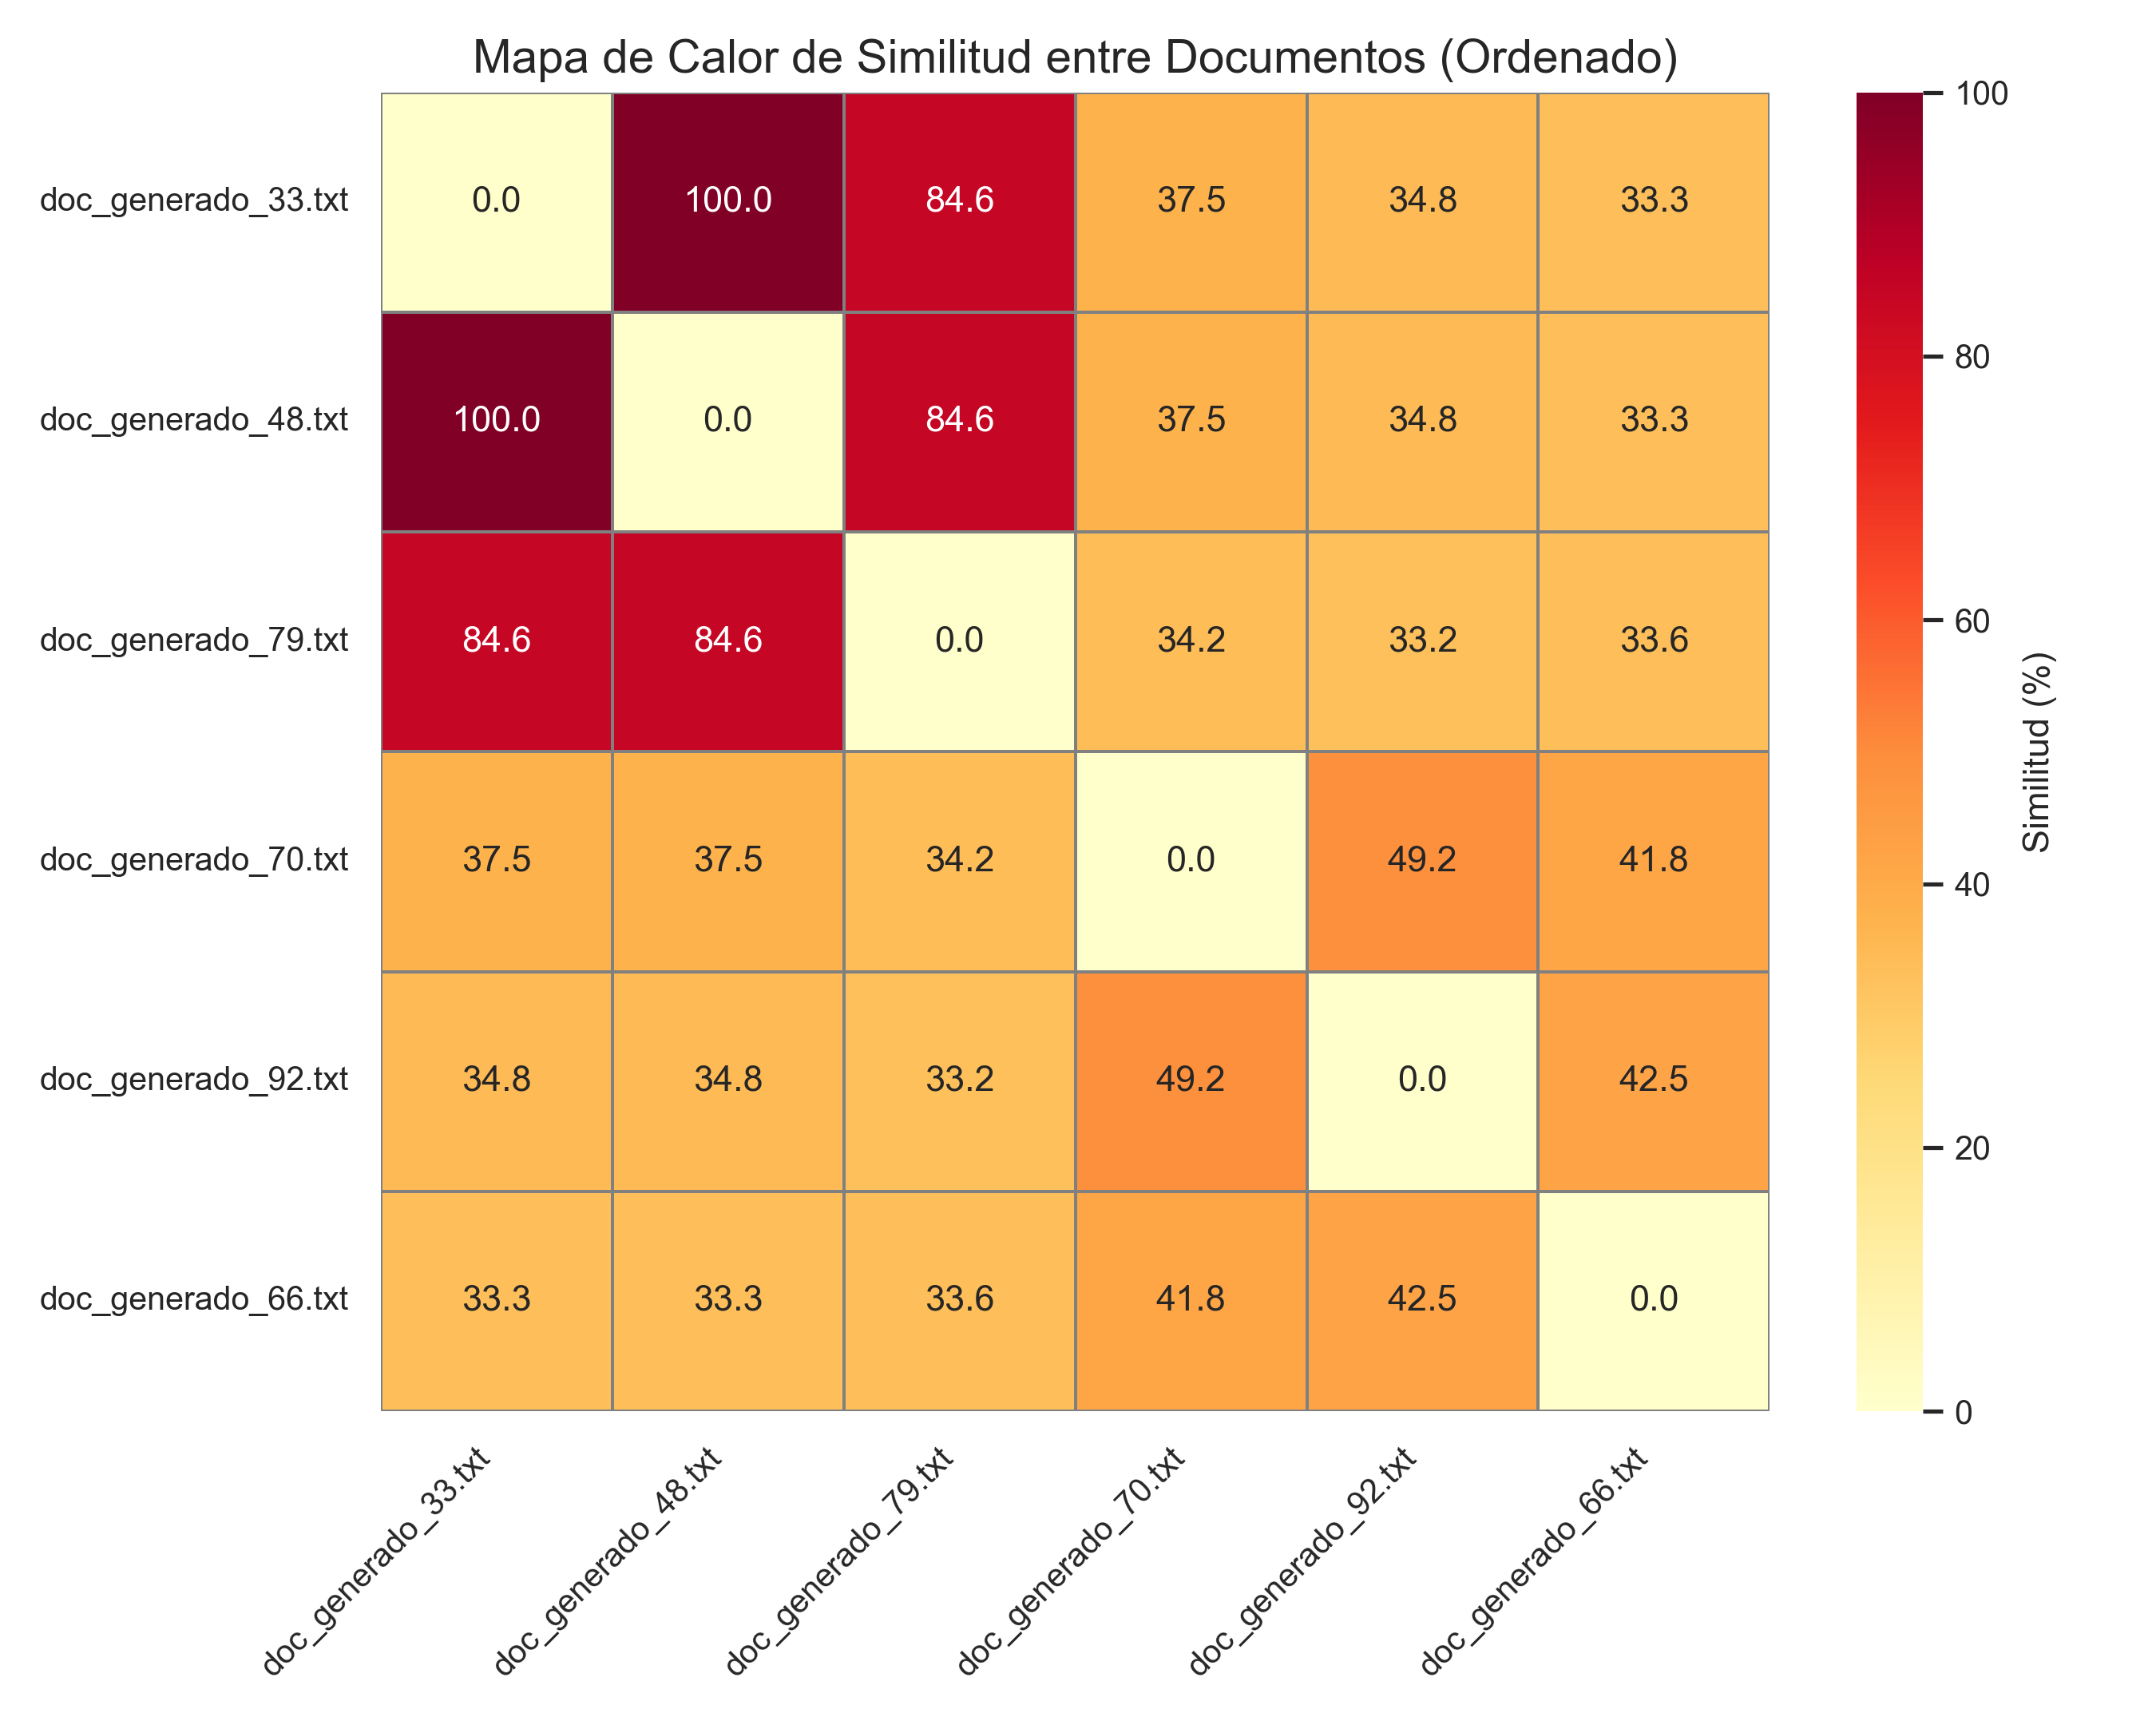 Mapa de Calor de Similitud entre Documentos (Ordenado)
doc_generado_33.txt 0.0 100.0 84.6 37.5 34.8 33.3
doc_generado_48.txt 100.0 0.0 84.6 37.5 34.8 33.3
doc_generado_79.txt 84.6 84.6 0.0 34.2 33.2 33.6
doc_generado_70.txt 37.5 37.5 34.2 0.0 49.2 41.8
doc_generado_92.txt 34.8 34.8 33.2 49.2 0.0 42.5
doc_generado_66.txt 33.3 33.3 33.6 41.8 42.5 0.0
doc_generado_33.txt doc_generado_48.txt doc_generado_79.txt doc_generado_70.txt doc_generado_92.txt doc_generado_66.txt
100
80
60
40
20
0
Similitud (%)